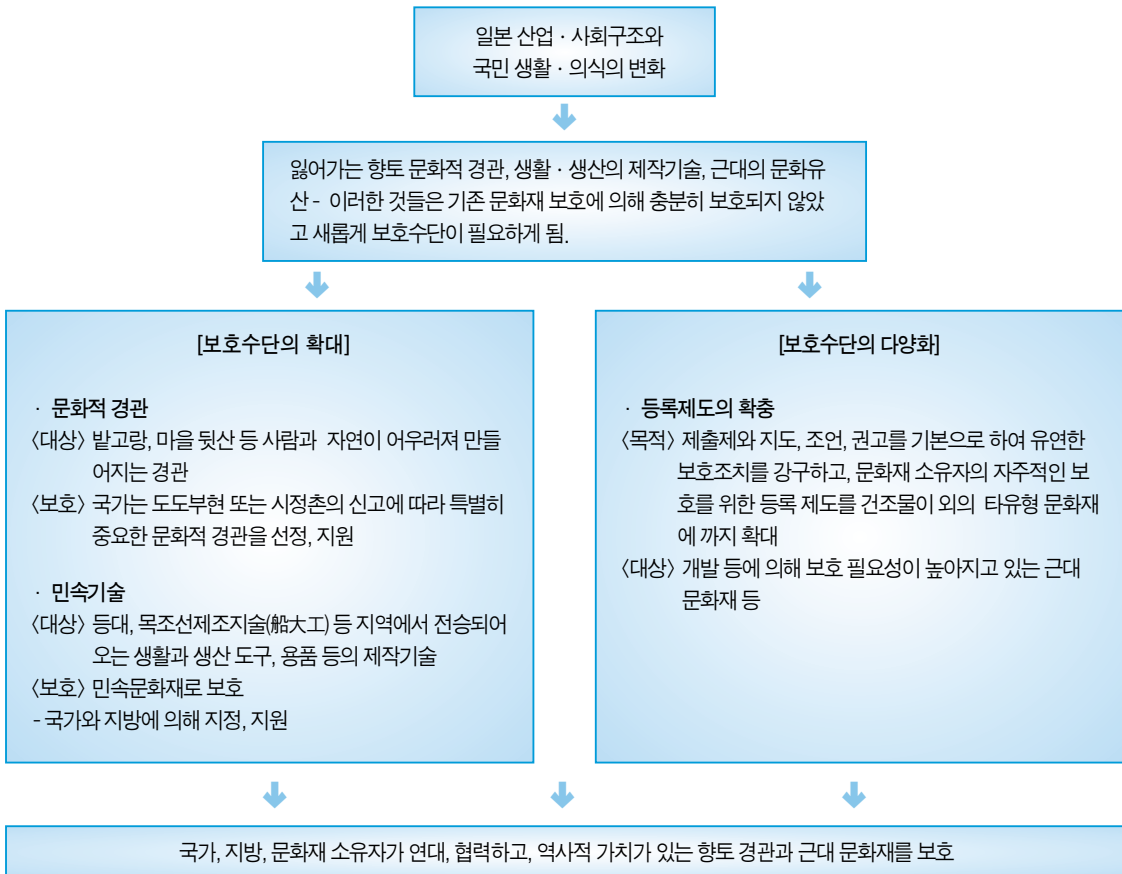 일본 산업 · 사회구조와
국민 생활 · 의식의 변화
잃어가는 향토 문화적 경관, 생활 · 생산의 제작기술, 근대의 문화유
산 - 이러한 것들은 기존 문화재 보호에 의해 충분히 보호되지 않았
고 새롭게 보호수단이 필요하게 됨.
[보호수단의 확대]
· 문화적 경관
〈대상〉 밭고랑, 마을 뒷산 등 사람과 자연이 어우러져 만들
어지는 경관
〈보호〉 국가는 도도부현 또는 시정촌의 신고에 따라 특별히
중요한 문화적 경관을 선정, 지원
· 민속기술
〈대상〉 등대, 목조선제조지술(船大工) 등 지역에서 전승되어
오는 생활과 생산 도구, 용품 등의 제작기술
〈보호〉 민속문화재로 보호
- 국가와 지방에 의해 지정, 지원
[보호수단의 다양화]
· 등록제도의 확충
〈목적〉 제출제와 지도, 조언, 권고를 기본으로 하여 유연한
보호조치를 강구하고, 문화재 소유자의 자주적인 보
호를 위한 등록 제도를 건조물이 외의 타유형 문화재
에 까지 확대
〈대상〉 개발 등에 의해 보호 필요성이 높아지고 있는 근대
문화재 등
국가, 지방, 문화재 소유자가 연대, 협력하고, 역사적 가치가 있는 향토 경관과 근대 문화재를 보호